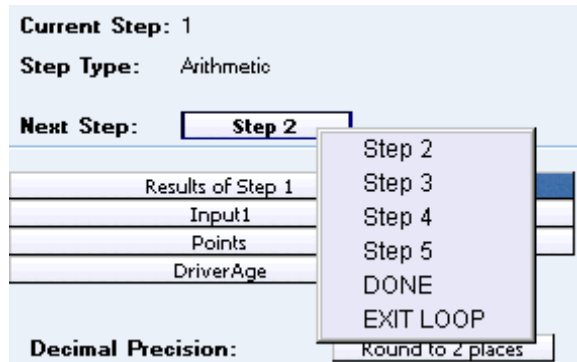 Current Step: 1
Step Type: Arithmetic
Next Step: Step 2
Step 2
Step 3
Step 4
Step 5
DONE
EXIT LOOP
Results of Step 1
Input1
Points
DriverAge
Decimal Precision: Round to 2 places